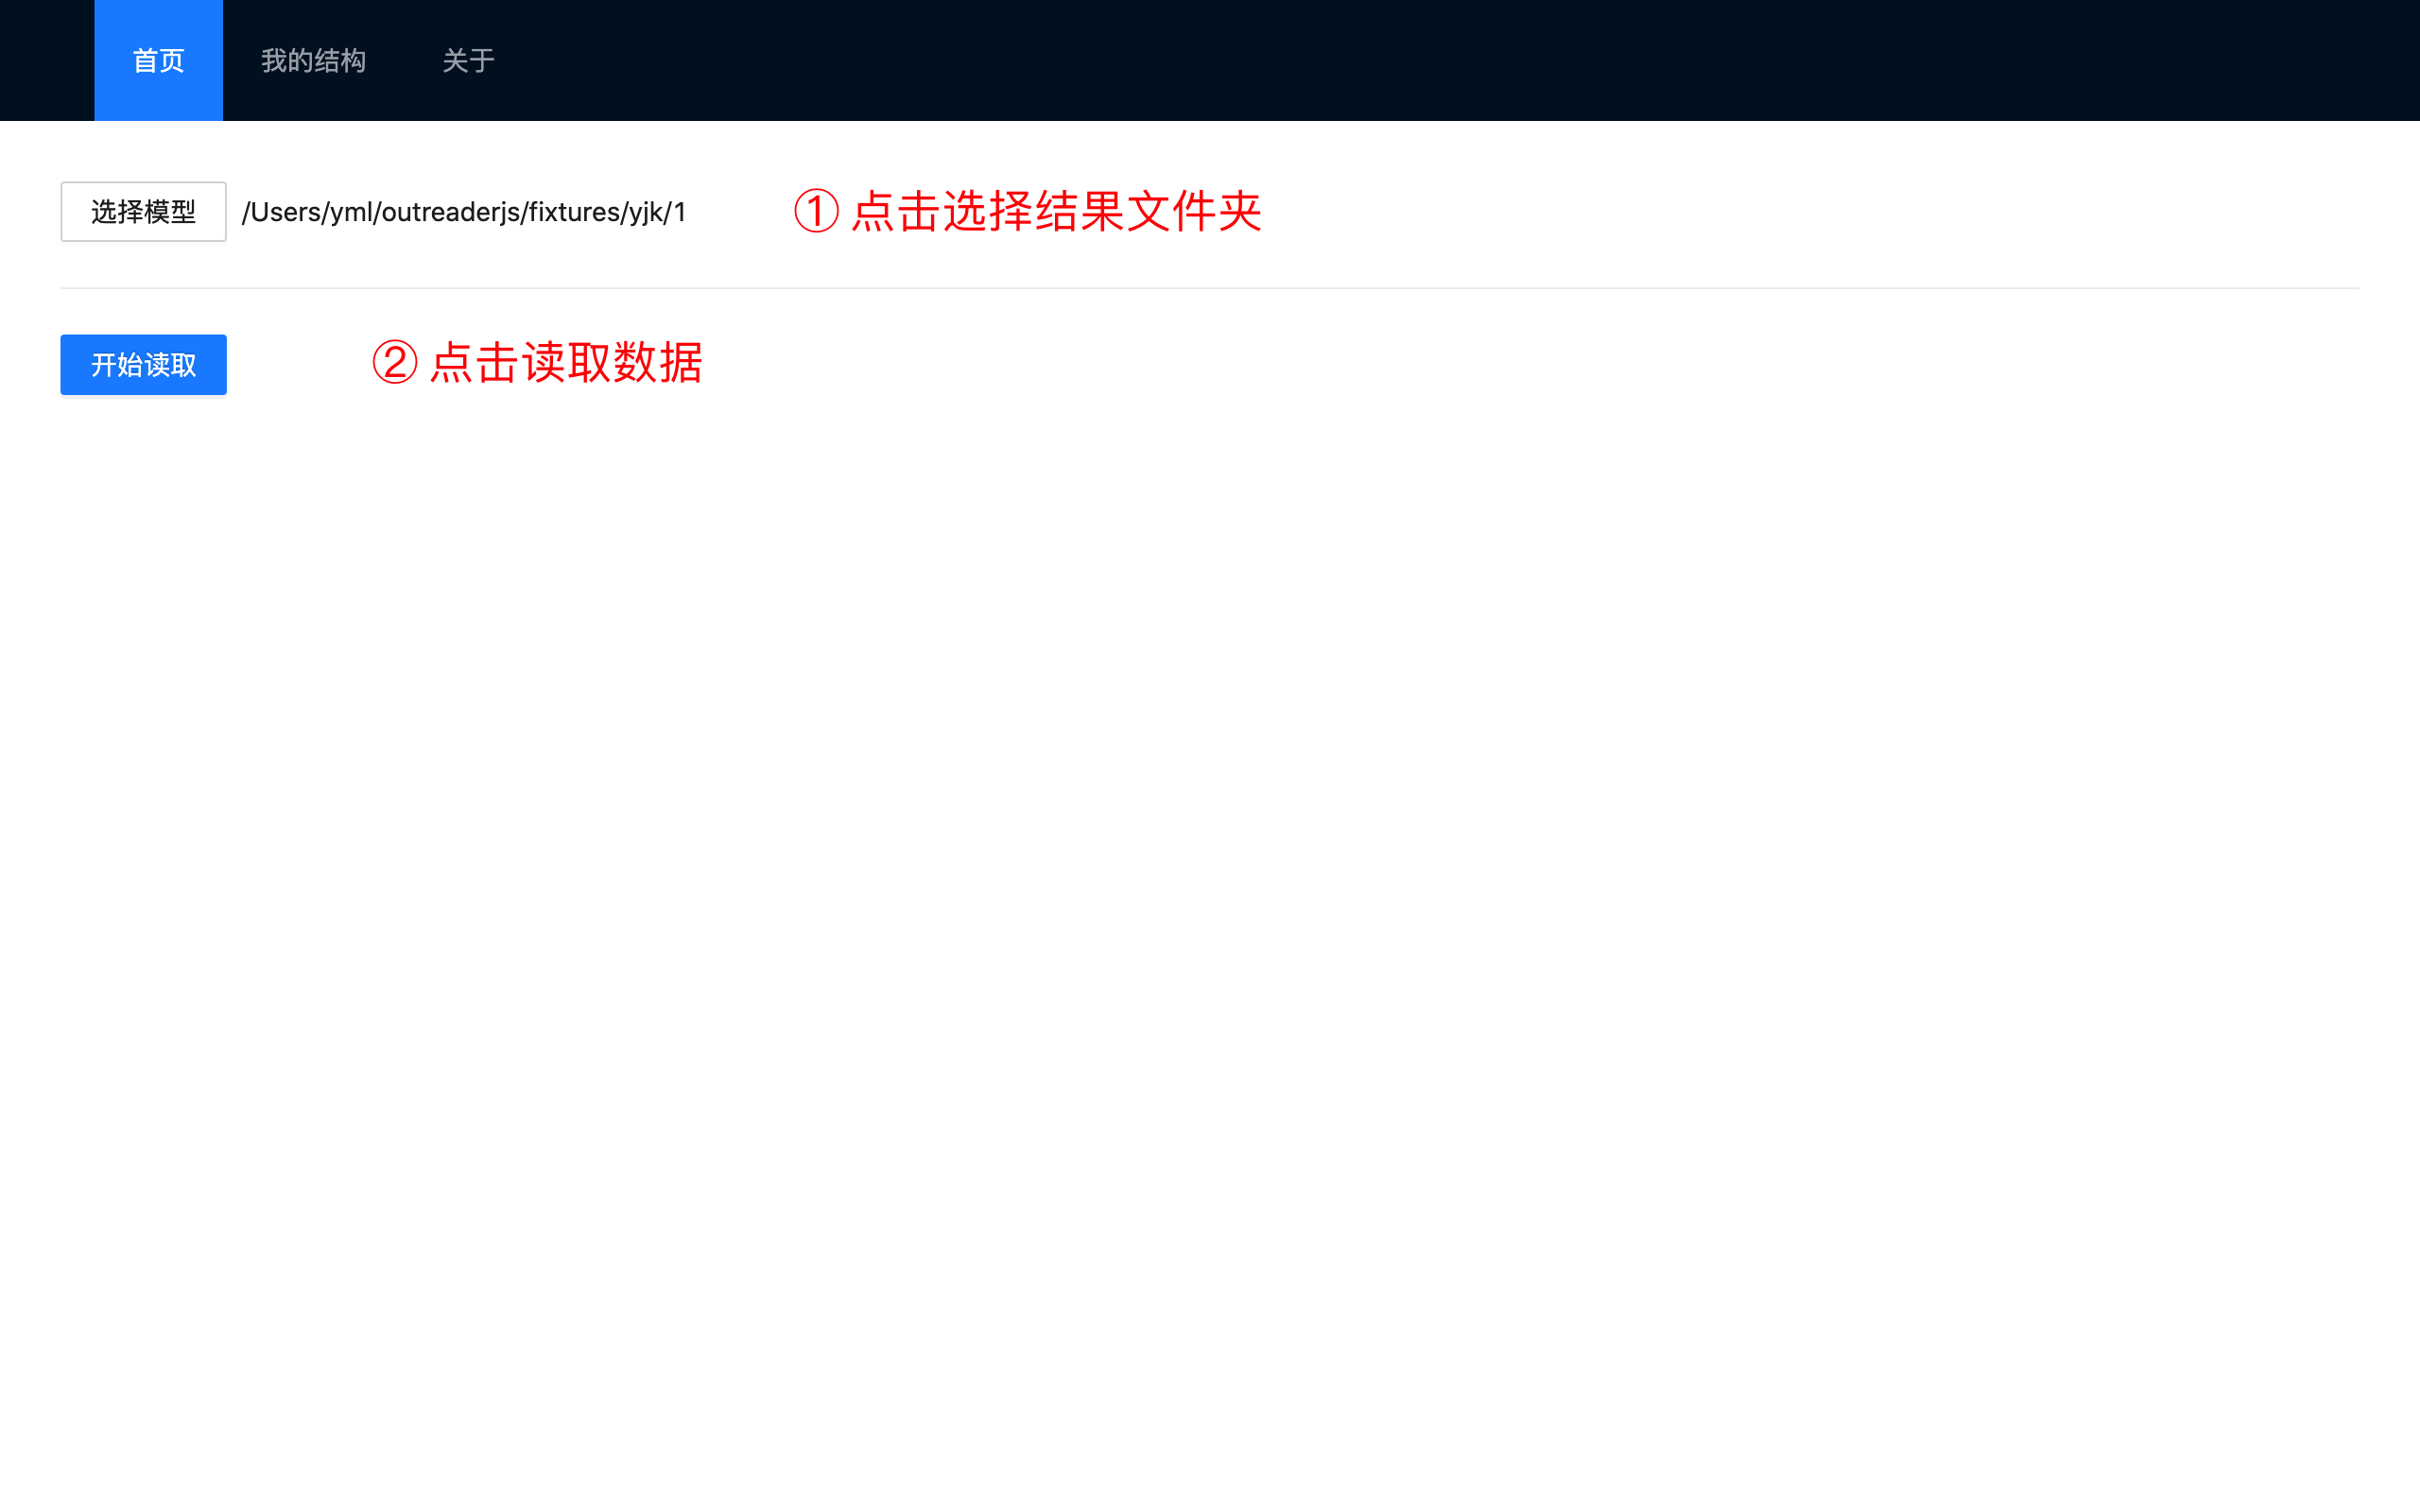 首页 我的结构 关于
选择模型 /Users/yml/outreaderjs/fixtures/yjk/1 ① 点击选择结果文件夹
开始读取 ② 点击读取数据